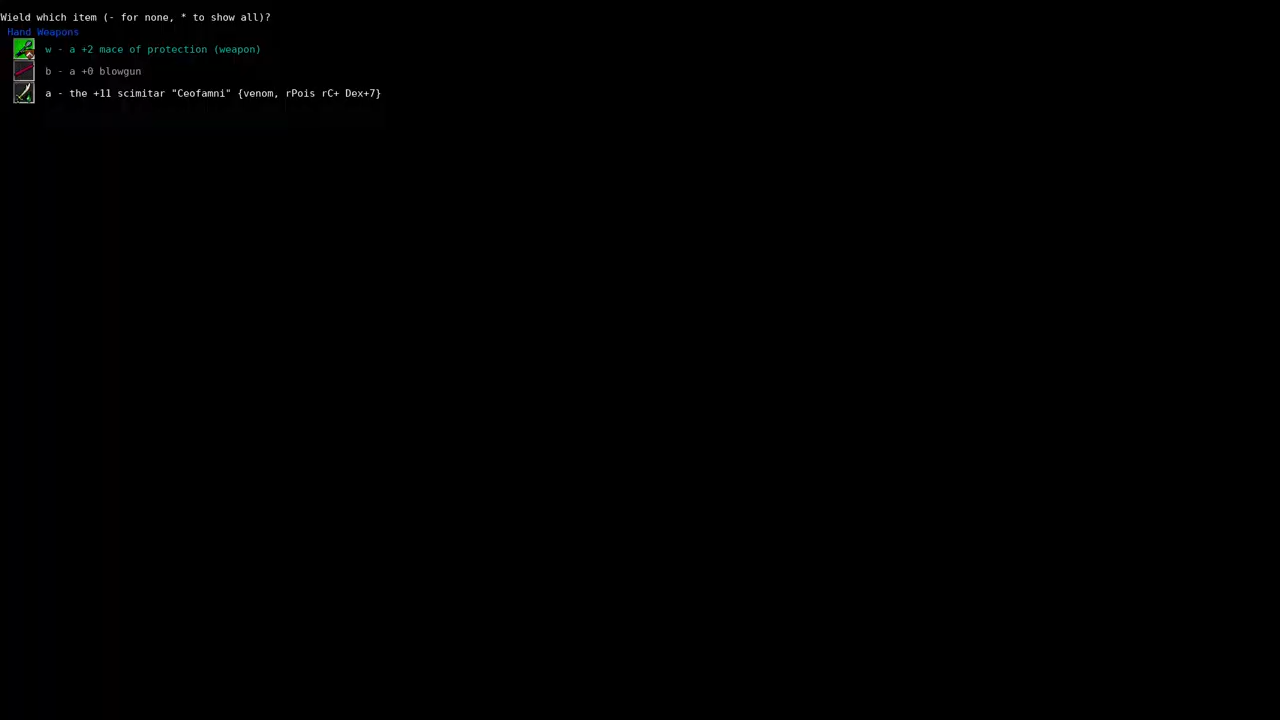 Wield which item (- for none, * to show all)?
Hand Weapons
w - a +2 mace of protection (weapon)
b - a +0 blowgun
a - the +11 scimitar "Ceofamni" {venom, rPois rC+ Dex+7}